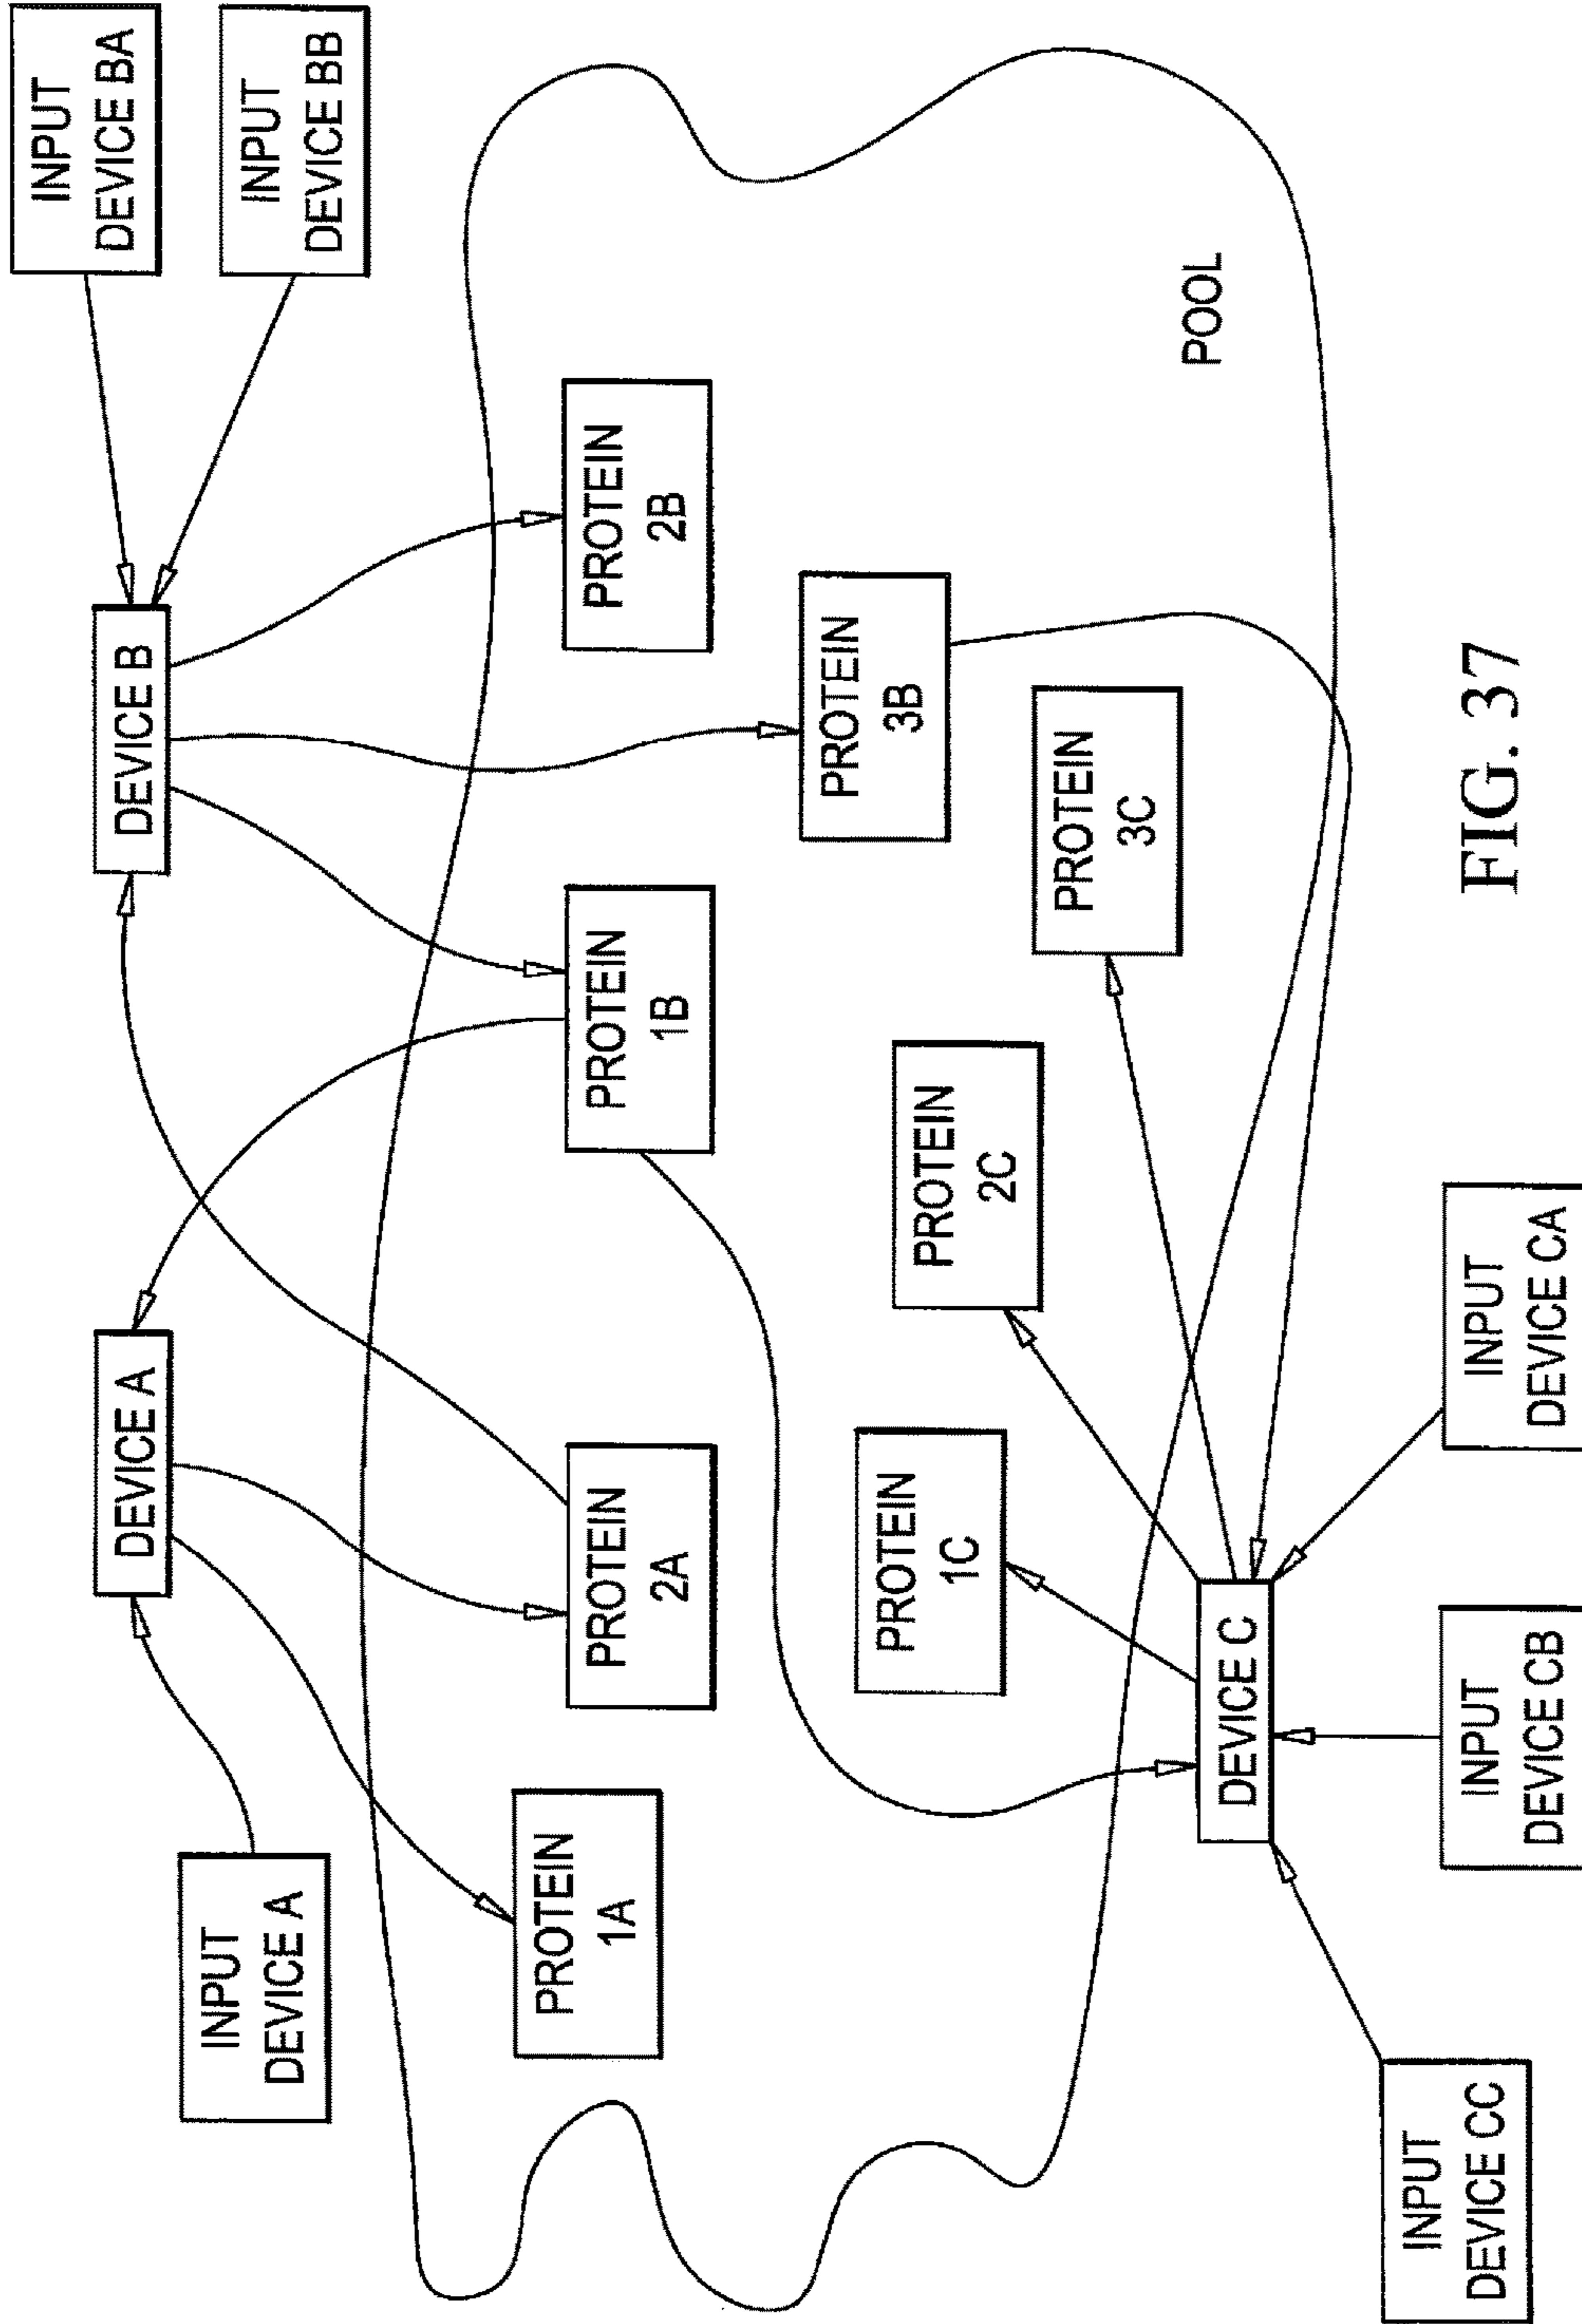 INPUT
DEVICE A
DEVICE A
DEVICE B
INPUT
DEVICE BA
INPUT
DEVICE BB
PROTEIN
1A
PROTEIN
2A
PROTEIN
1B
PROTEIN
2B
PROTEIN
3B
PROTEIN
1C
PROTEIN
2C
PROTEIN
3C
POOL
DEVICE C
INPUT
DEVICE CC
INPUT
DEVICE CB
INPUT
DEVICE CA
FIG. 37